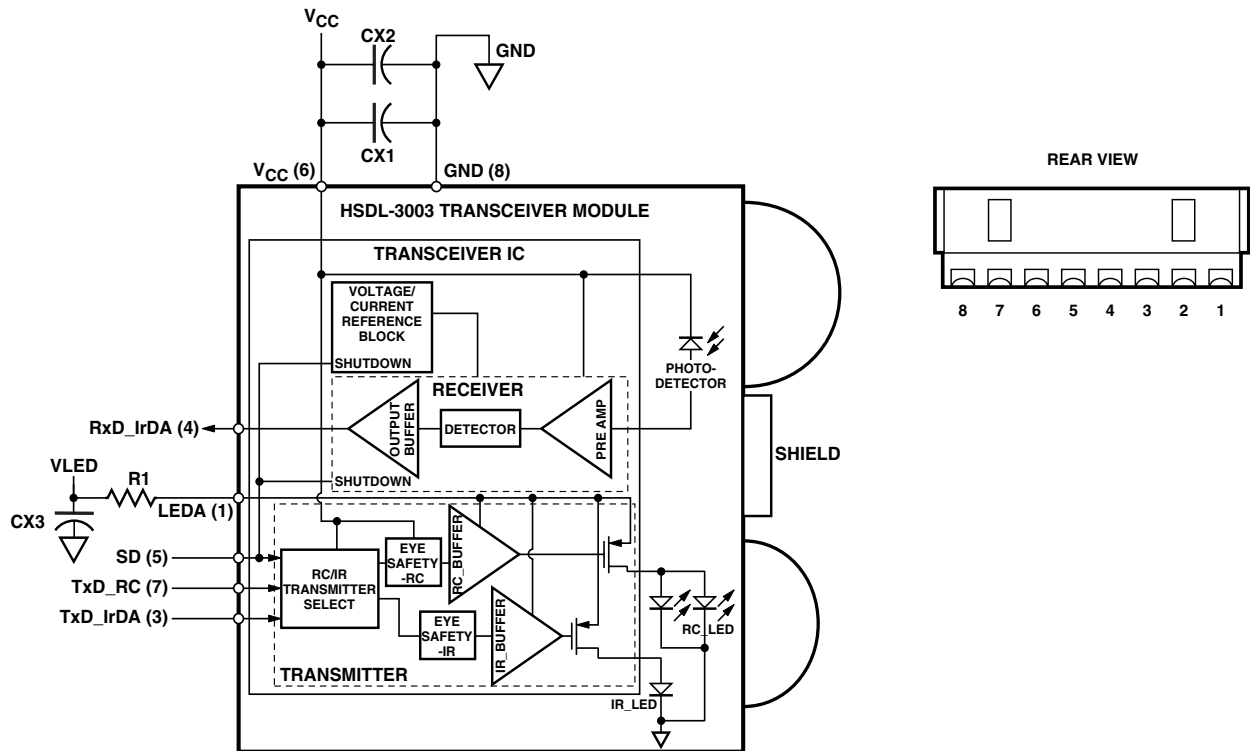 VCC
CX2
GND
CX1
VCC (6)
GND (8)
REAR VIEW
HSDL-3003 TRANSCEIVER MODULE
TRANSCEIVER IC
VOLTAGE/
CURRENT
REFERENCE
BLOCK
SHUTDOWN
PHOTO-
DETECTOR
8 7 6 5 4 3 2 1
RECEIVER
RxD_IrDA (4)
OUTPUT
BUFFER
DETECTOR
PRE AMP
SHIELD
VLED
R1
SHUTDOWN
LEDA (1)
CX3
SD (5)
TxD_RC (7)
TxD_IrDA (3)
RC/IR
TRANSMITTER
SELECT
EYE
SAFETY
-RC
RC_BUFFER
RC_LED
EYE
SAFETY
-IR
IR_BUFFER
TRANSMITTER
IR_LED